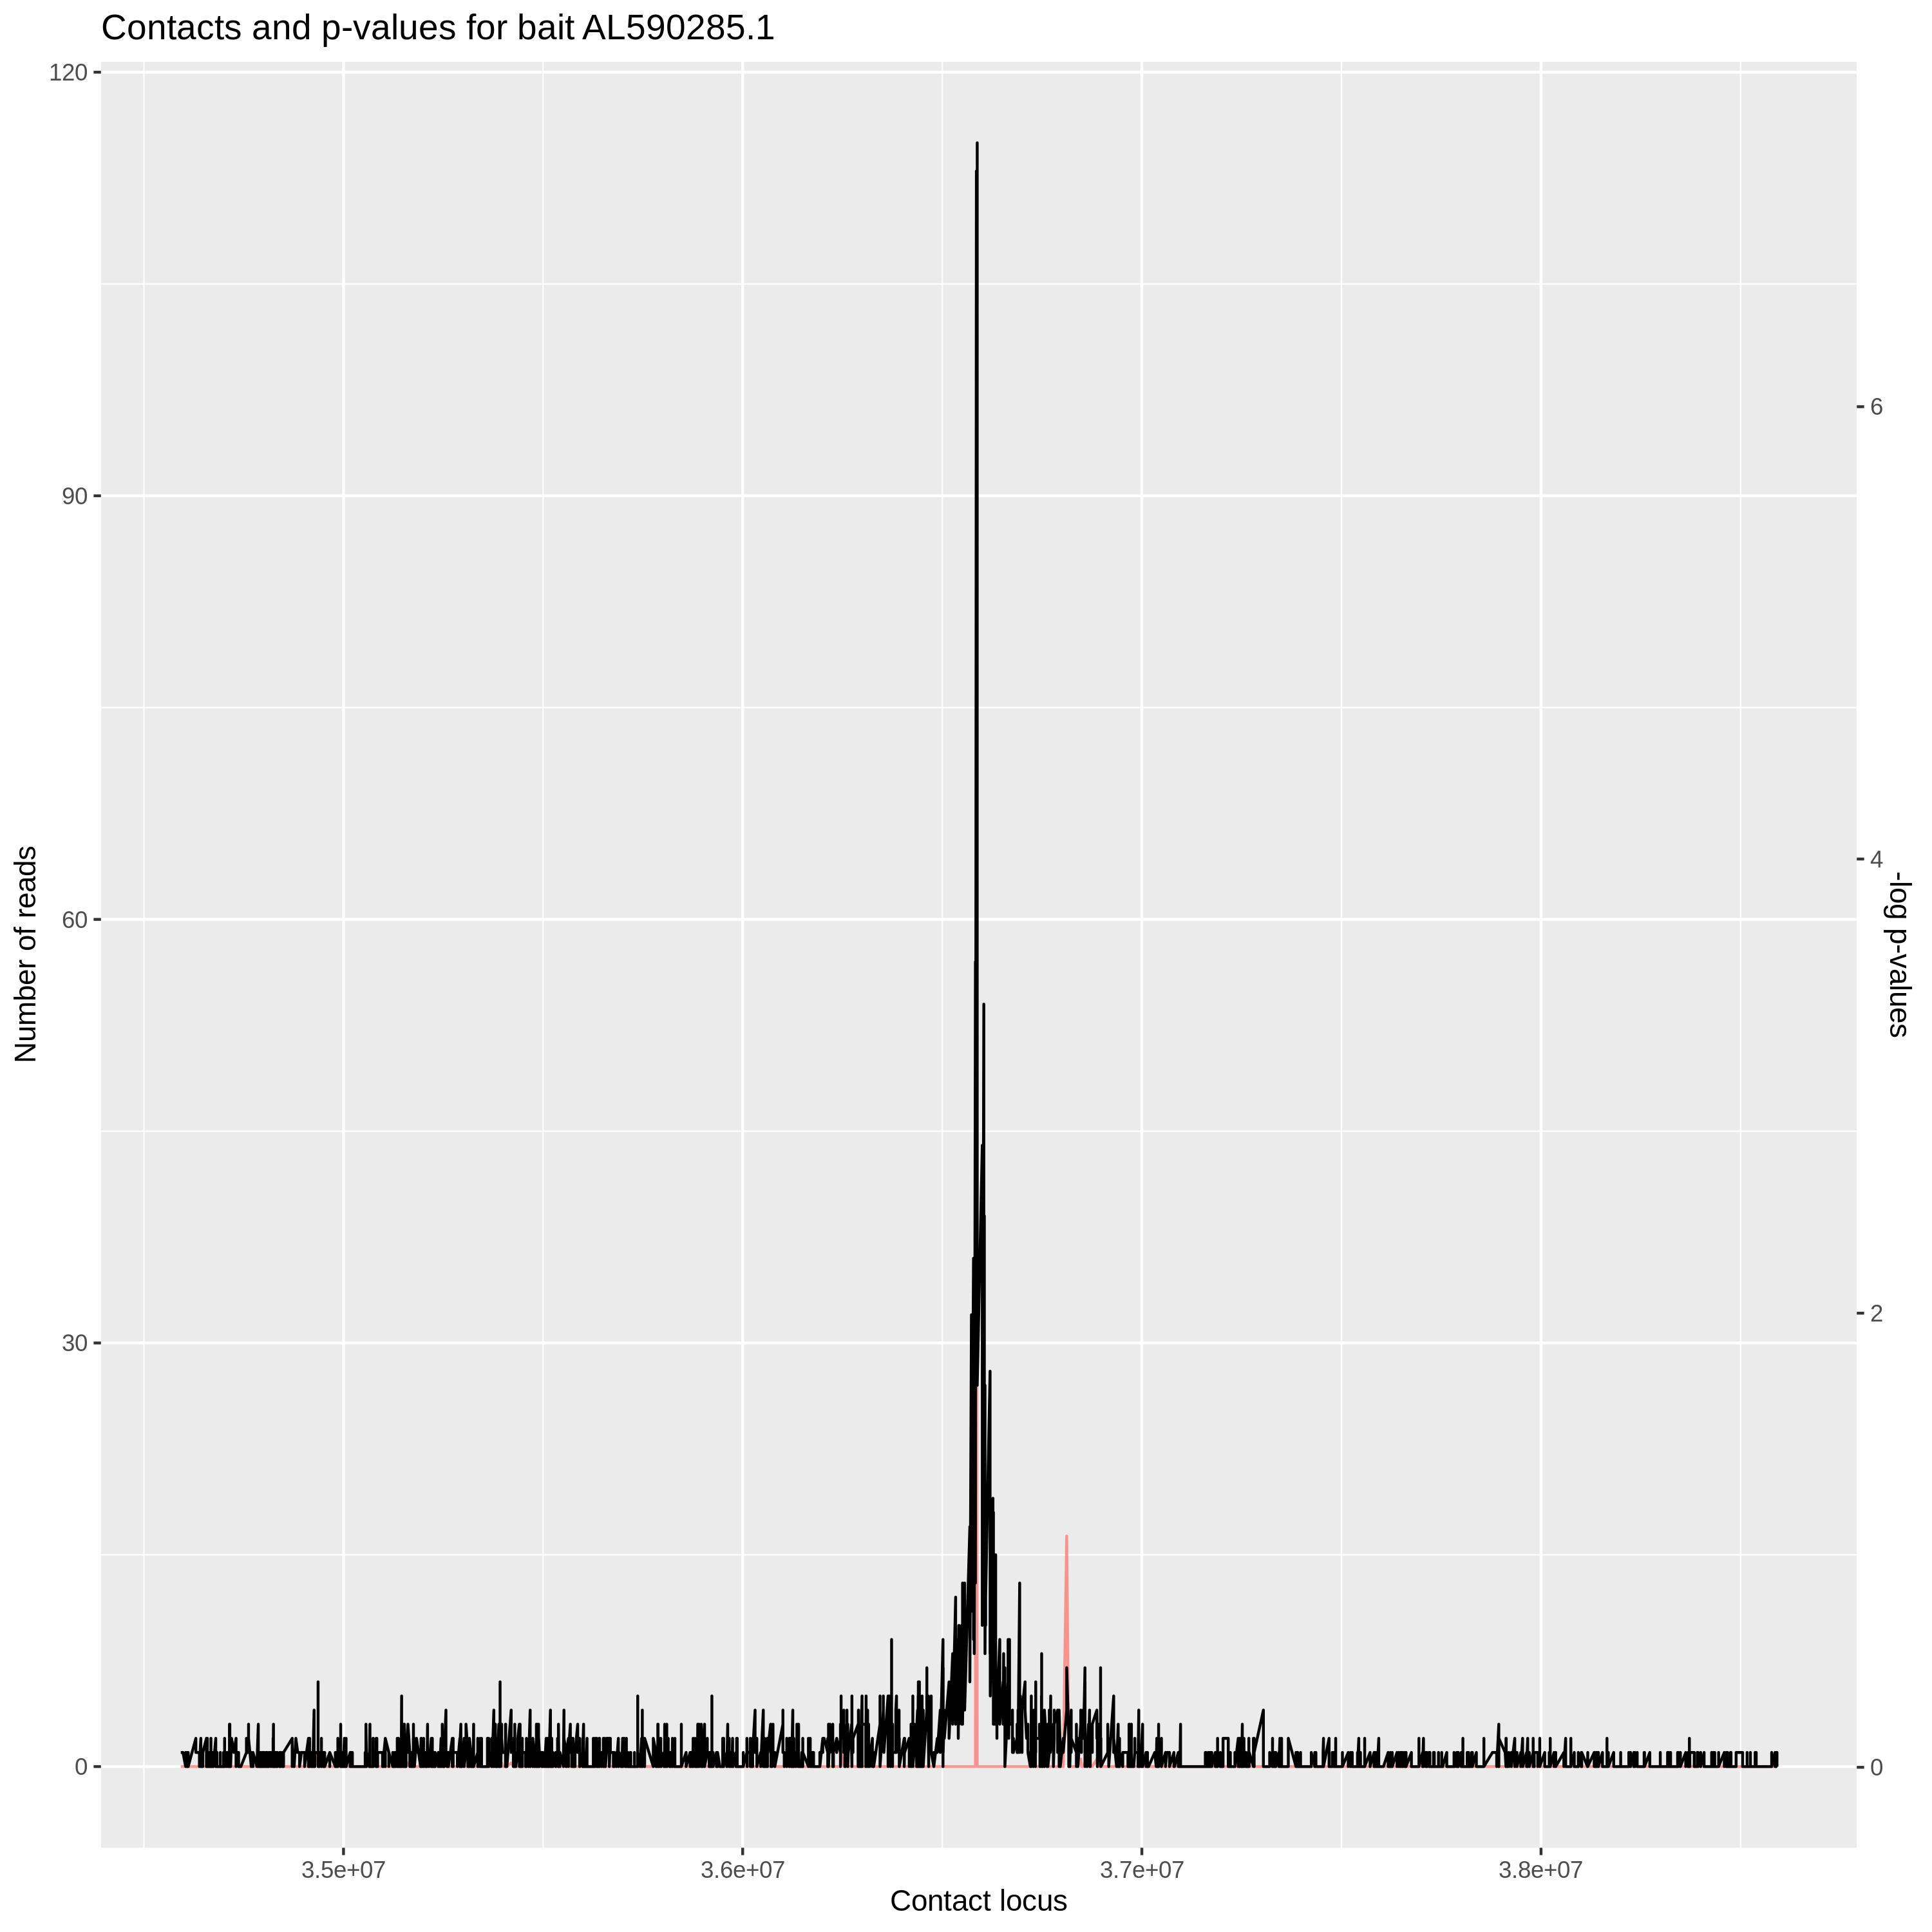 Contacts and p-values for bait AL590285.1
120
90
60
30
0
Number of reads
6
4
2
0
-log p-values
3.5e+07
3.6e+07
3.7e+07
3.8e+07
Contact locus